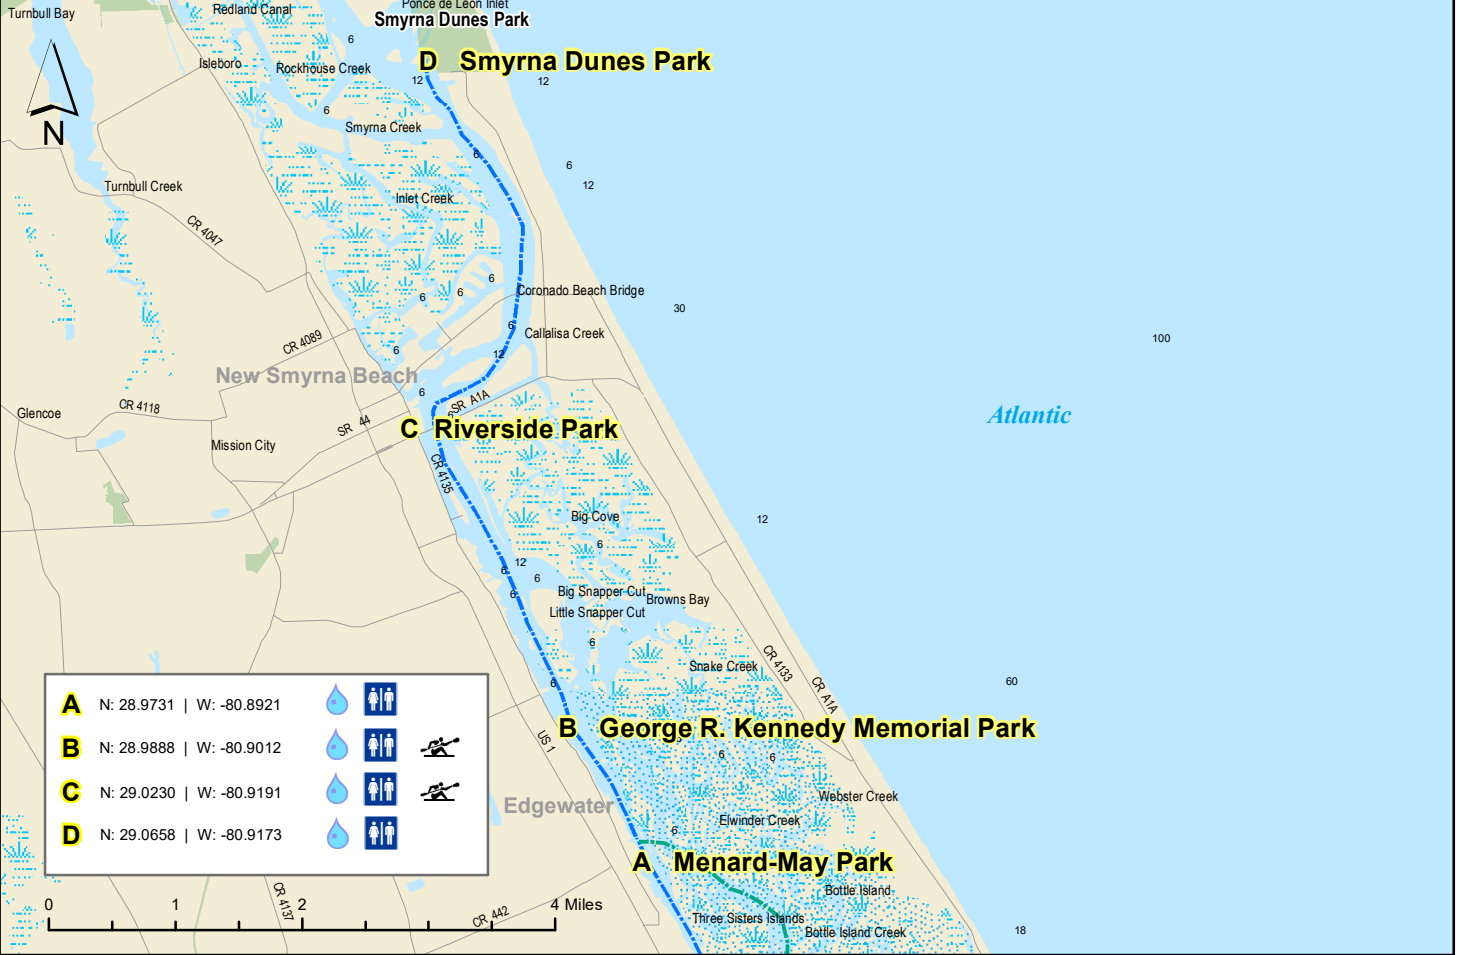 Turnbull Bay
Redland Canal
Ponce de Leon Inlet
Smyrna Dunes Park
6
Isleboro
Rockhouse Creek
D Smyrna Dunes Park
12
12
6
N
Smyrna Creek
6
6
12
Turnbull Creek
Inlet Creek
CR 4047
6
6
6
Coronado Beach Bridge
30
6
Callalisa Creek
CR 4089
100
6
12
New Smyrna Beach
6
SR A1A
6
Glencoe
CR 4118
SR 44
Atlantic
C Riverside Park
Mission City
CR 4135
Big Cove
12
6
12
6
6
6
Big Snapper Cut
Browns Bay
Little Snapper Cut
6
CR 4133
Snake Creek
6
60
CR A1A
A N: 28.9731 | W: -80.8921
B N: 28.9888 | W: -80.9012
C N: 29.0230 | W: -80.9191
D N: 29.0658 | W: -80.9173
B George R. Kennedy Memorial Park
US 1
6
6
Webster Creek
Edgewater
Elwinder Creek
6
A Menard-May Park
Bottle Island
CR 4137
0 1 2 4 Miles
CR 442
Three Sisters Islands
Bottle Island Creek
18